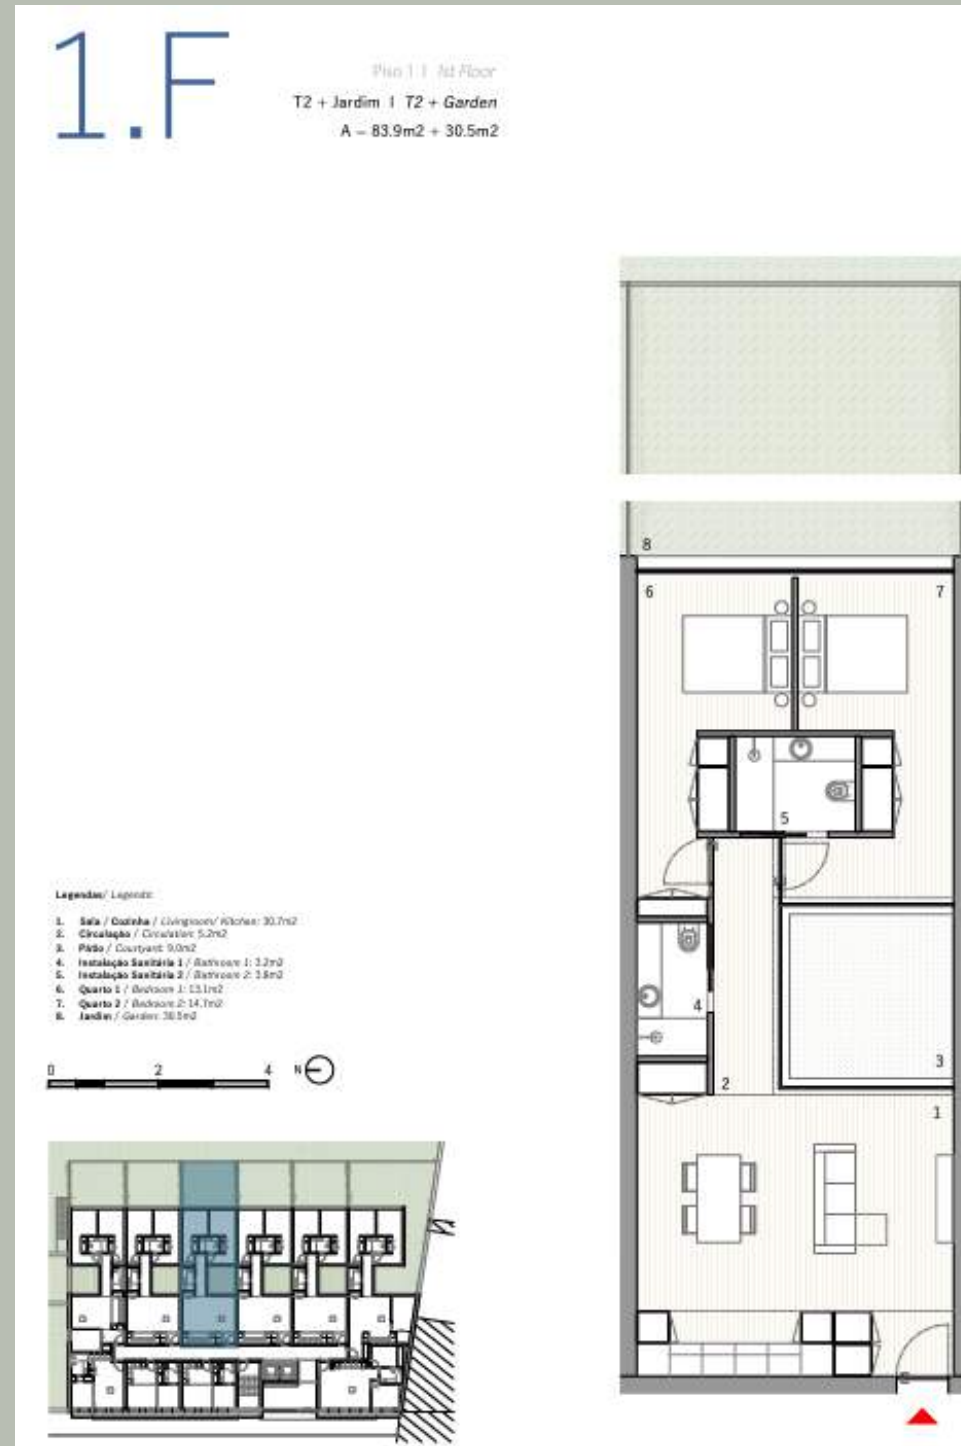 1.F
Piso 1 I 1st Floor
T2 + Jardim I T2 + Garden
A – 83.9m2 + 30.5m2
8
6
7
5
4
3
2
1
Legendas/ Legends:
1. Sala / Cozinha / Livingroom/ Kitchen: 30.7m2
2. Circulação / Circulation: 5.2m2
3. Pátio / Courtyard: 9.0m2
4. Instalação Sanitária 1 / Bathroom 1: 3.2m2
5. Instalação Sanitária 2 / Bathroom 2: 3.8m2
6. Quarto 1 / Bedroom 1: 13.1m2
7. Quarto 2 / Bedroom 2: 14.7m2
8. Jardim / Garden: 30.5m2
0 2 4
N